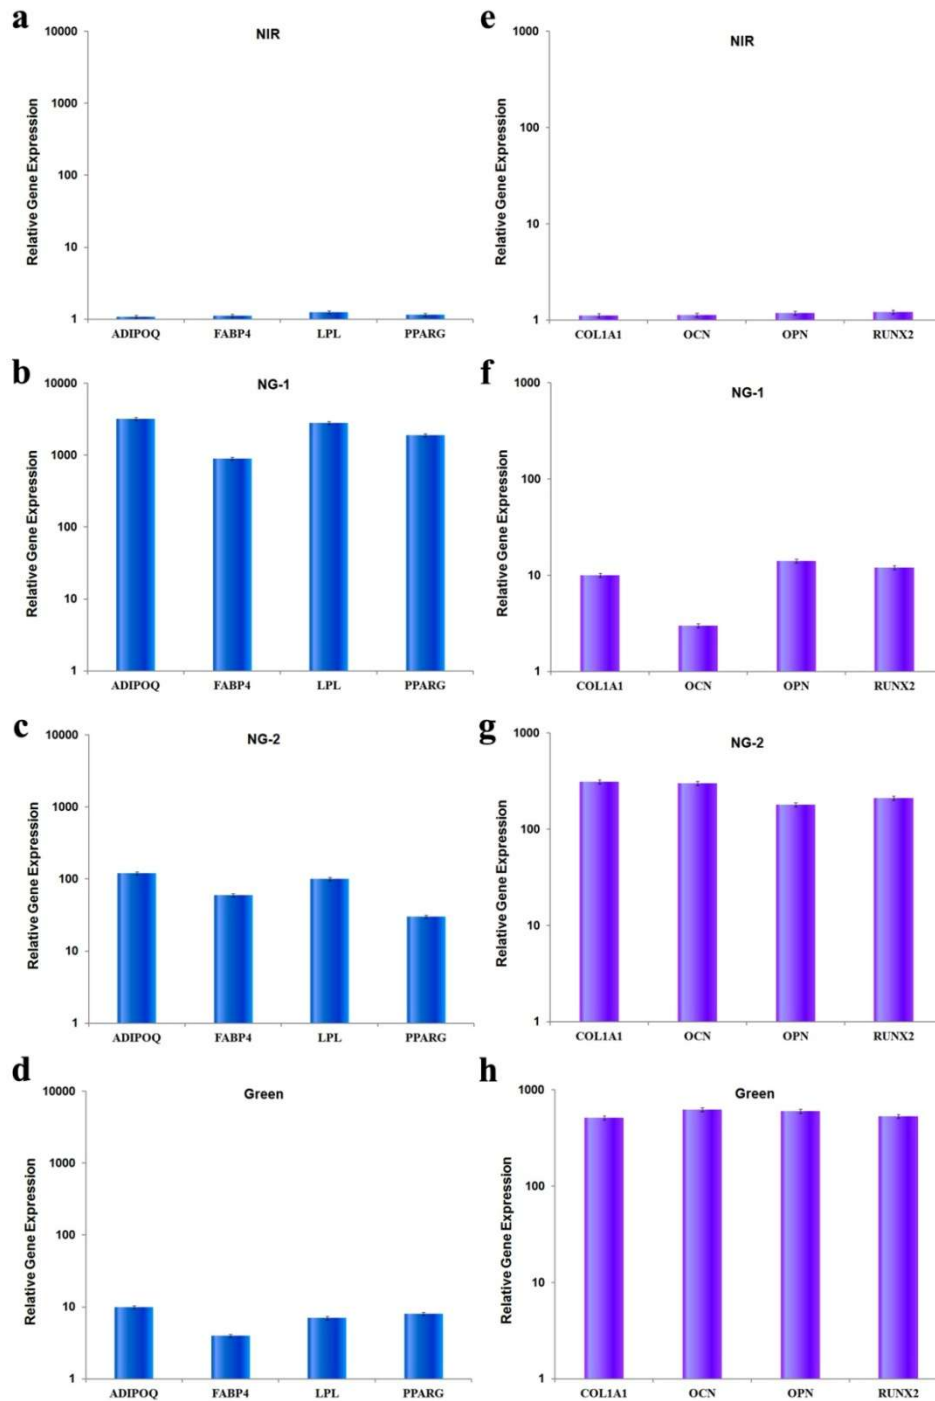 a
NIR
10000
1000
100
10
1
Relative Gene Expression
ADIPOQ FABP4 LPL PPARG
e
NIR
1000
100
10
1
Relative Gene Expression
COL1A1 OCN OPN RUNX2
b
NG-1
10000
1000
100
10
1
Relative Gene Expression
ADIPOQ FABP4 LPL PPARG
f
NG-1
1000
100
10
1
Relative Gene Expression
COL1A1 OCN OPN RUNX2
c
NG-2
10000
1000
100
10
1
Relative Gene Expression
ADIPOQ FABP4 LPL PPARG
g
NG-2
1000
100
10
1
Relative Gene Expression
COL1A1 OCN OPN RUNX2
d
Green
10000
1000
100
10
1
Relative Gene Expression
ADIPOQ FABP4 LPL PPARG
h
Green
1000
100
10
1
Relative Gene Expression
COL1A1 OCN OPN RUNX2